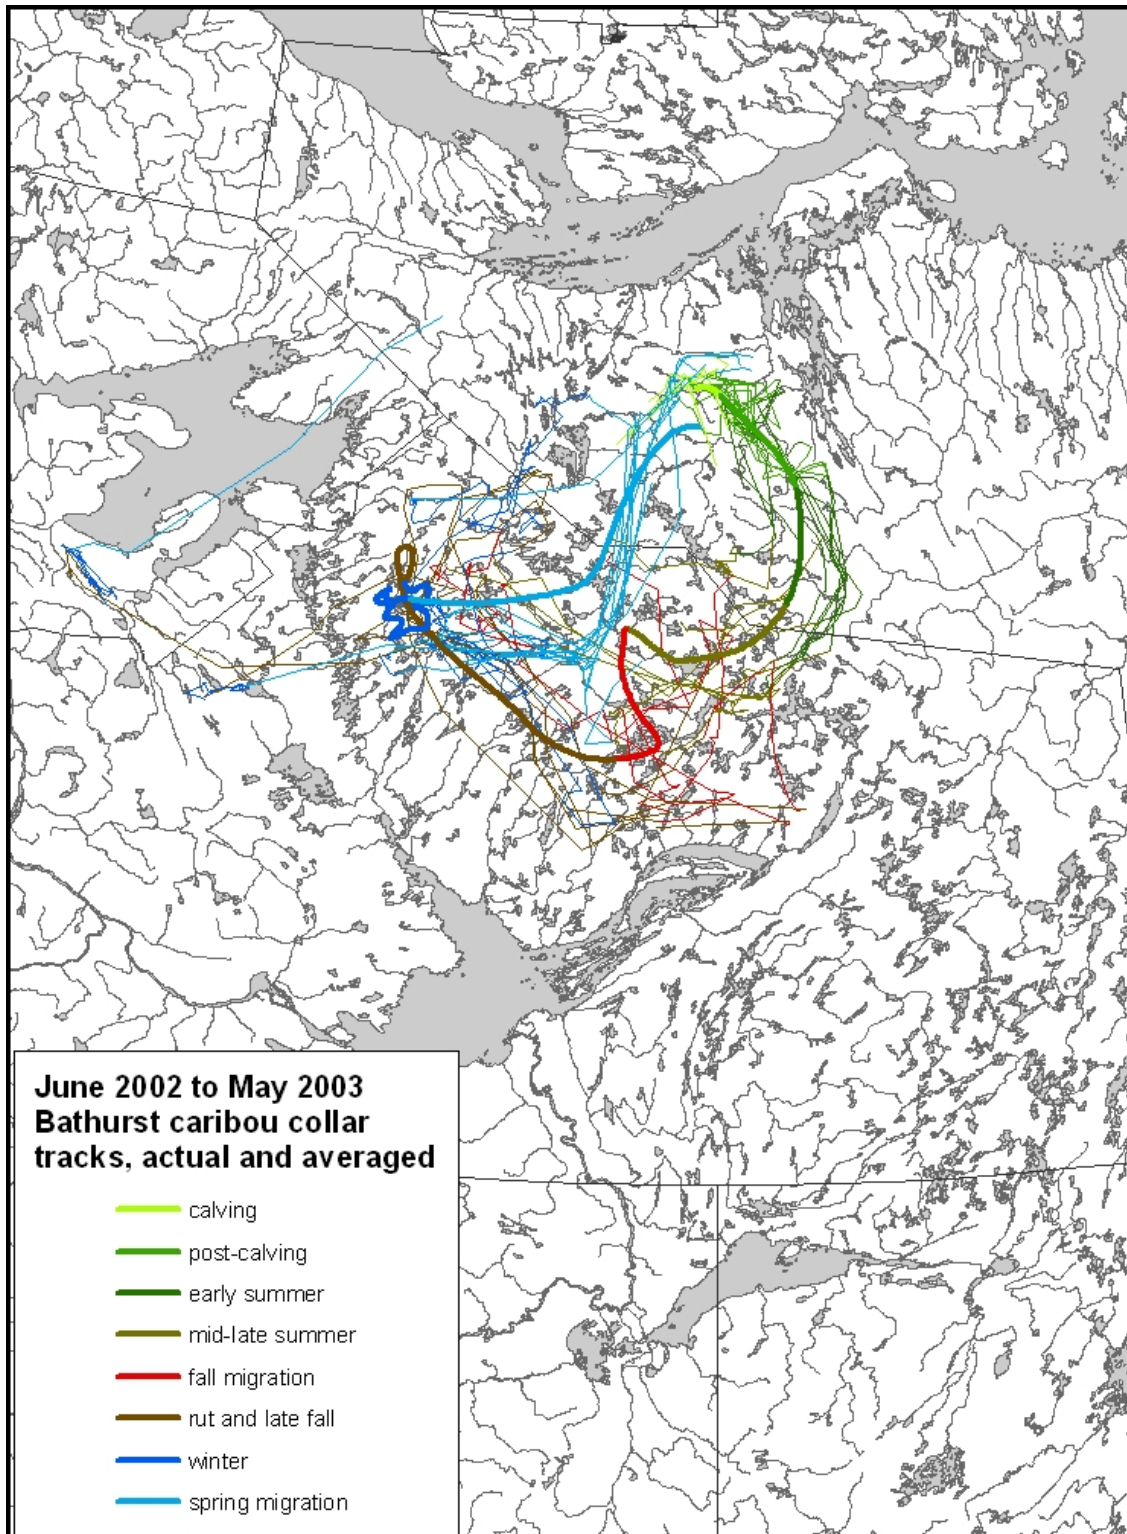 June 2002 to May 2003
Bathurst caribou collar
tracks, actual and averaged
calving
post-calving
early summer
mid-late summer
fall migration
rut and late fall
winter
spring migration